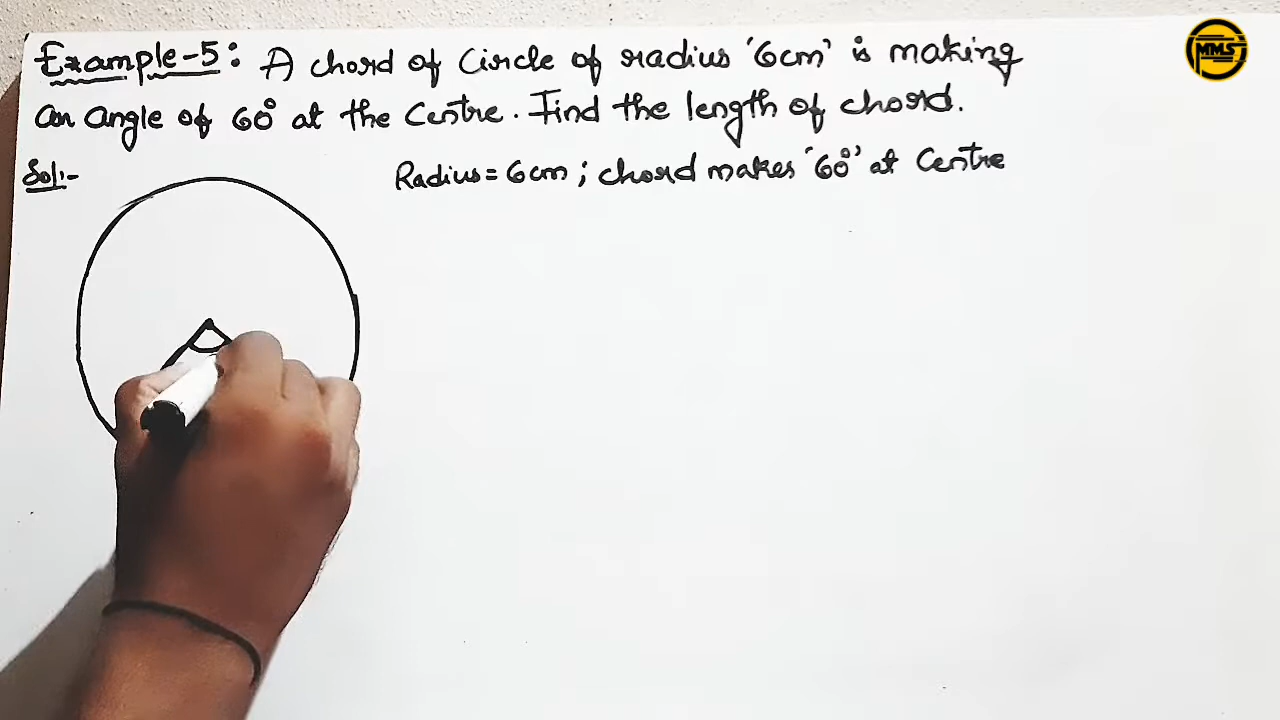 Example-5: A chord of Circle of radius '6cm' is making
an angle of 60° at the Centre. Find the length of chord.
Sol:-
Radius = 6cm ; chord makes '60°' at Centre
MMS